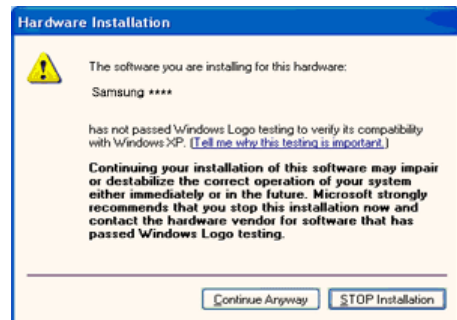 Hardware Installation
The software you are installing for this hardware:
Samsung ****
has not passed Windows Logo testing to verify its compatibility
with Windows XP. (Tell me why this testing is important.)
Continuing your installation of this software may impair
or destabilize the correct operation of your system
either immediately or in the future. Microsoft strongly
recommends that you stop this installation now and
contact the hardware vendor for software that has
passed Windows Logo testing.
Continue Anyway
STOP Installation